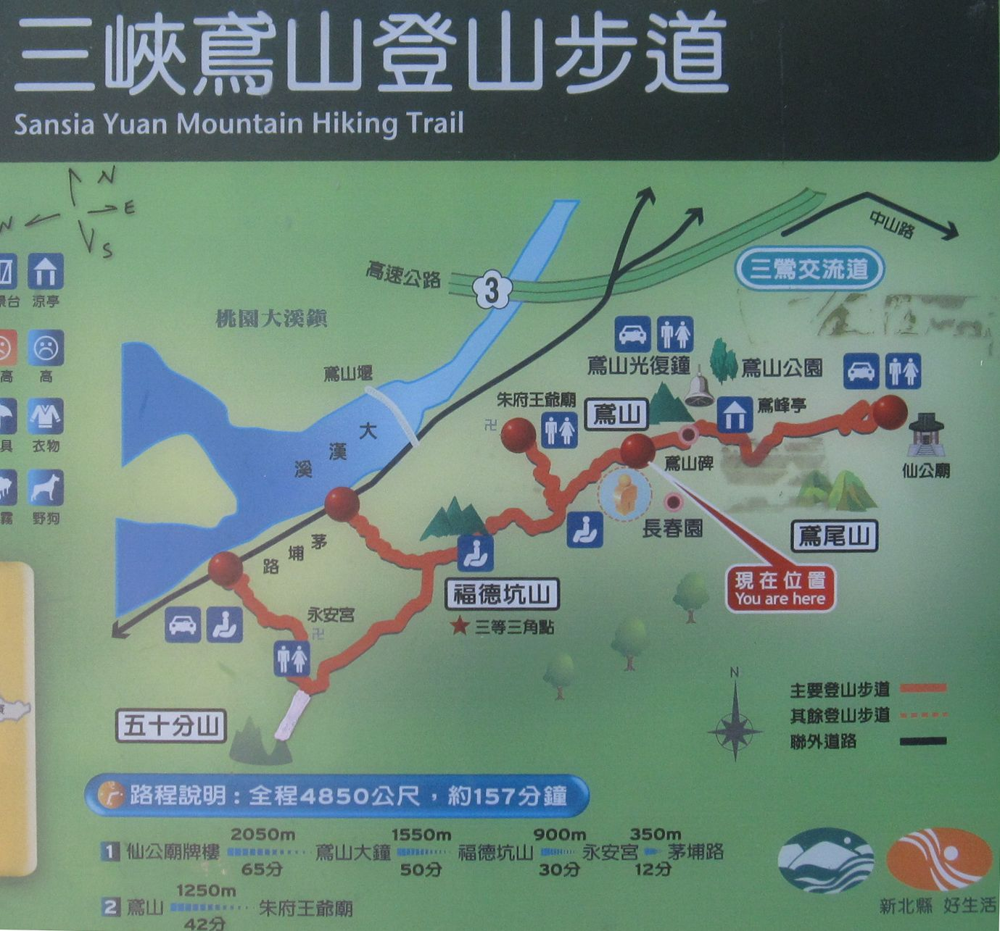 三峽鳶山登山步道
Sansia Yuan Mountain Hiking Trail
N
E
S
中山路
高速公路
3
三鶯交流道
景台
涼亭
桃園大溪鎮
高
高
鳶山堰
鳶山光復鐘
鳶山公園
朱府王爺廟
鳶山
鳶峰亭
具
衣物
大
漢
溪
鳶山碑
仙公廟
霧
野狗
長春園
鳶尾山
茅
埔
路
現在位置
You are here
福德坑山
三等三角點
永安宮
卍
卍
N
主要登山步道
其餘登山步道
聯外道路
五十分山
路程說明：全程4850公尺，約157分鐘
2050m 1550m 900m 350m
1 仙公廟牌樓 鳶山大鐘 福德坑山 永安宮 茅埔路
65分 50分 30分 12分
1250m
2 鳶山 朱府王爺廟
42分
新北縣 好生活